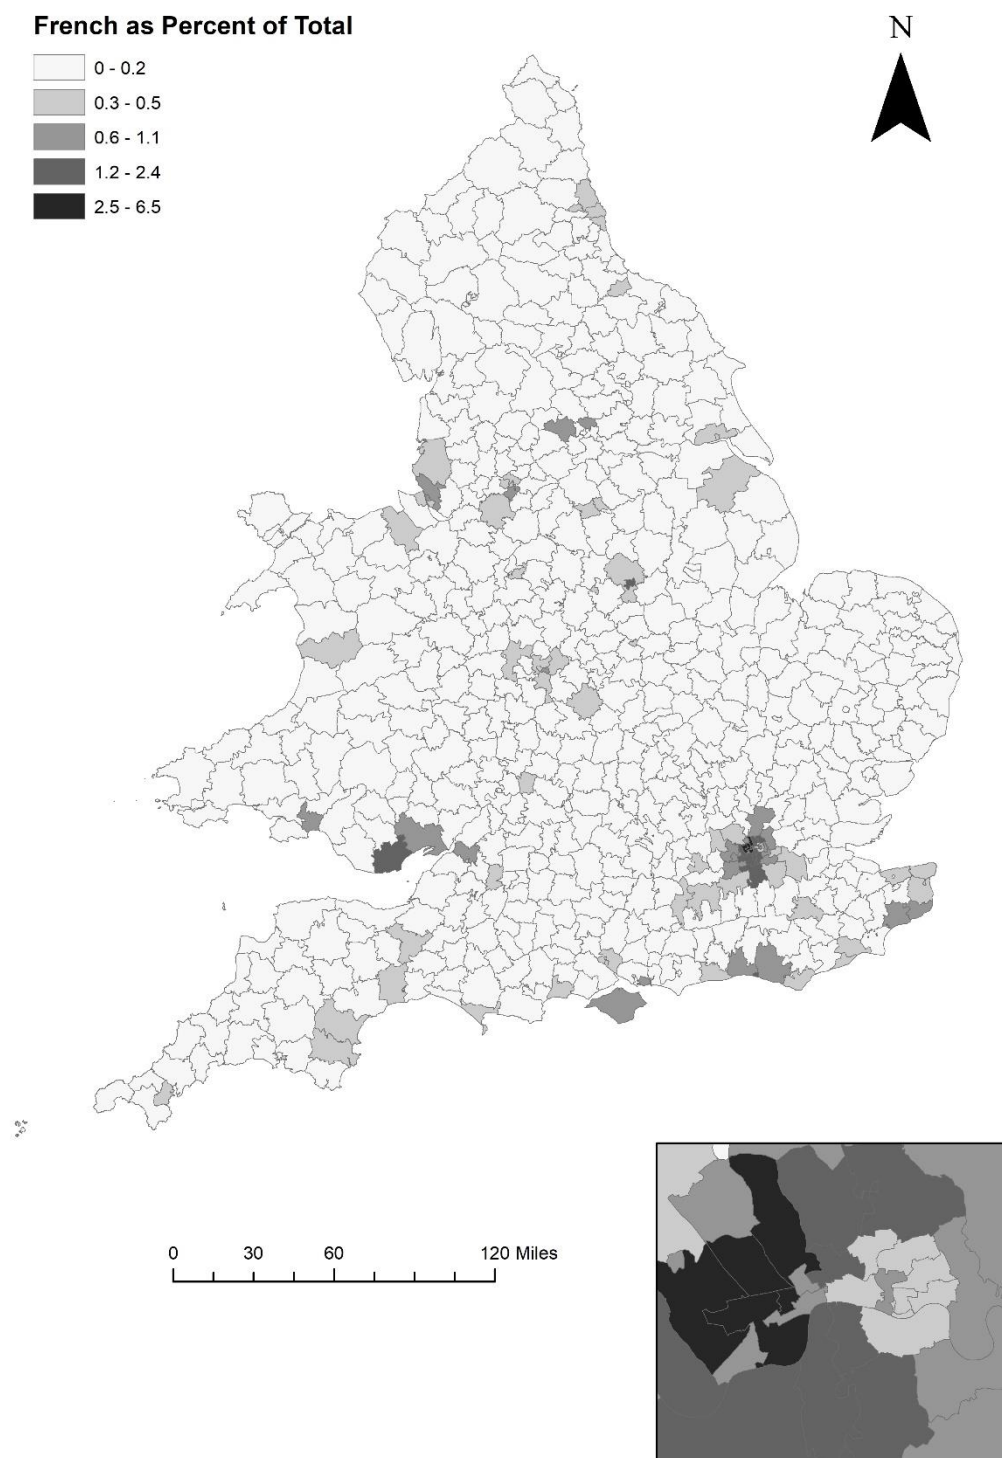 French as Percent of Total
N
0 - 0.2
0.3 - 0.5
0.6 - 1.1
1.2 - 2.4
2.5 - 6.5
0 30 60 120 Miles